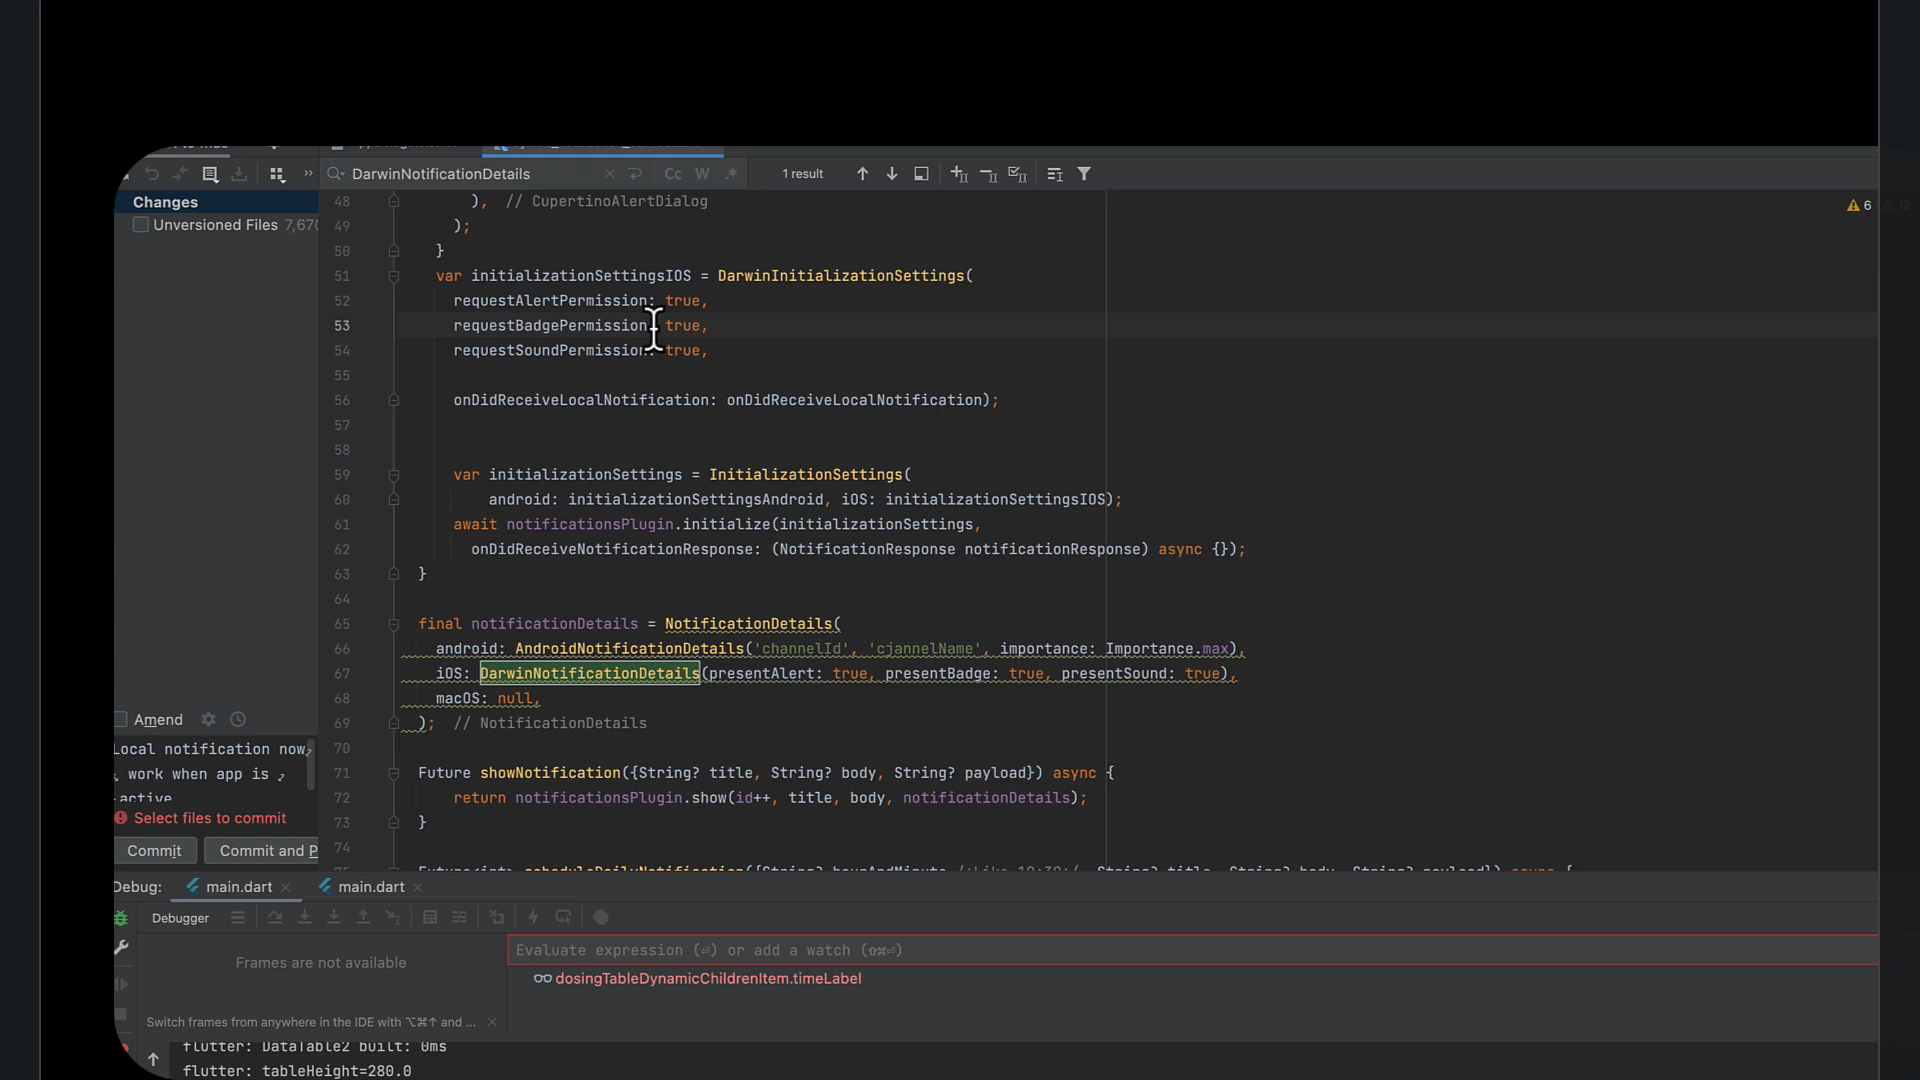 DarwinNotificationDetails
Cc W .*
1 result
Changes
Unversioned Files 7,670
6
12
48 ), // CupertinoAlertDialog
49 );
50 }
51 var initializationSettingsIOS = DarwinInitializationSettings(
52 requestAlertPermission: true,
53 requestBadgePermission: true,
54 requestSoundPermission: true,
55
56 onDidReceiveLocalNotification: onDidReceiveLocalNotification);
57
58
59 var initializationSettings = InitializationSettings(
60 android: initializationSettingsAndroid, iOS: initializationSettingsIOS);
61 await notificationsPlugin.initialize(initializationSettings,
62 onDidReceiveNotificationResponse: (NotificationResponse notificationResponse) async {});
63 }
64
65 final notificationDetails = NotificationDetails(
66 android: AndroidNotificationDetails('channelId', 'cjannelName', importance: Importance.max),
67 iOS: DarwinNotificationDetails(presentAlert: true, presentBadge: true, presentSound: true),
68 macOS: null,
69 ); // NotificationDetails
70
71 Future showNotification({String? title, String? body, String? payload}) async {
72 return notificationsPlugin.show(id++, title, body, notificationDetails);
73 }
74
Amend
Local notification now
work when app is
active
Select files to commit
Commit
Commit and P
Debug: main.dart main.dart
Debugger
Evaluate expression (⏎) or add a watch (⇧⌘⏎)
Frames are not available
dosingTableDynamicChildrenItem.timeLabel
Switch frames from anywhere in the IDE with ⌥⌘↑ and ...
flutter: DataTable2 built: 0ms
flutter: tableHeight=280.0